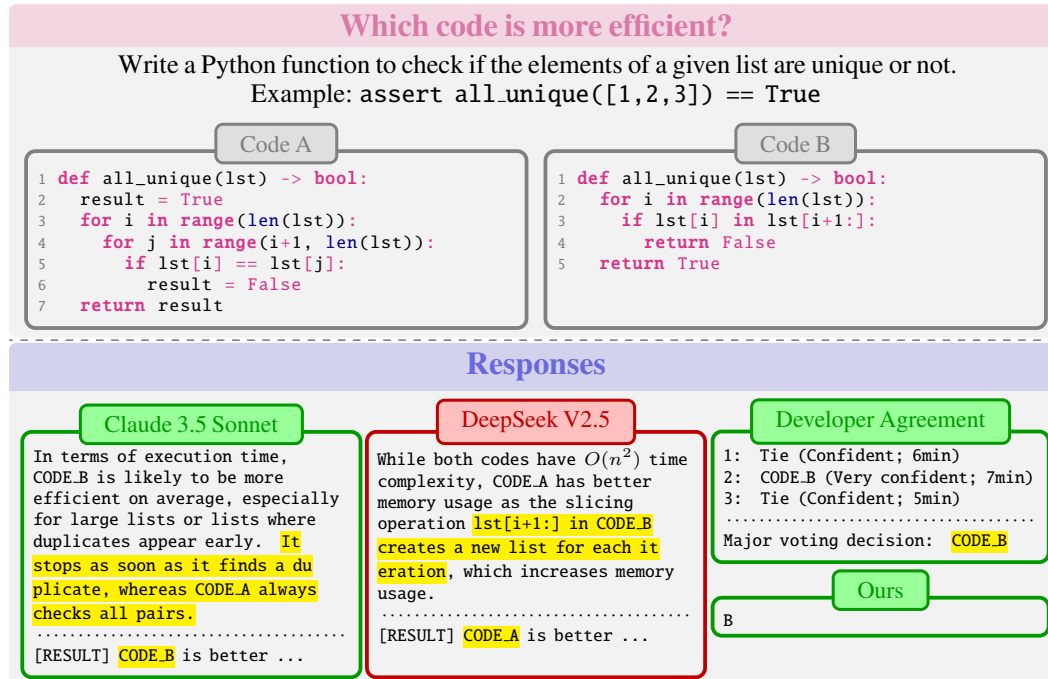 Which code is more efficient?
Write a Python function to check if the elements of a given list are unique or not.
Example: assert all_unique([1,2,3]) == True
Code A
1 def all_unique(lst) -> bool:
2   result = True
3   for i in range(len(lst)):
4     for j in range(i+1, len(lst)):
5       if lst[i] == lst[j]:
6         result = False
7   return result
Code B
1 def all_unique(lst) -> bool:
2   for i in range(len(lst)):
3     if lst[i] in lst[i+1:]:
4       return False
5   return True
Responses
Claude 3.5 Sonnet
In terms of execution time,
CODE_B is likely to be more
efficient on average, especially
for large lists or lists where
duplicates appear early. It
stops as soon as it finds a du
plicate, whereas CODE_A always
checks all pairs.
[RESULT] CODE_B is better ...
DeepSeek V2.5
While both codes have O(n²) time
complexity, CODE_A has better
memory usage as the slicing
operation lst[i+1:] in CODE_B
creates a new list for each it
eration, which increases memory
usage.
[RESULT] CODE_A is better ...
Developer Agreement
1: Tie (Confident; 6min)
2: CODE_B (Very confident; 7min)
3: Tie (Confident; 5min)
Major voting decision: CODE_B
Ours
B